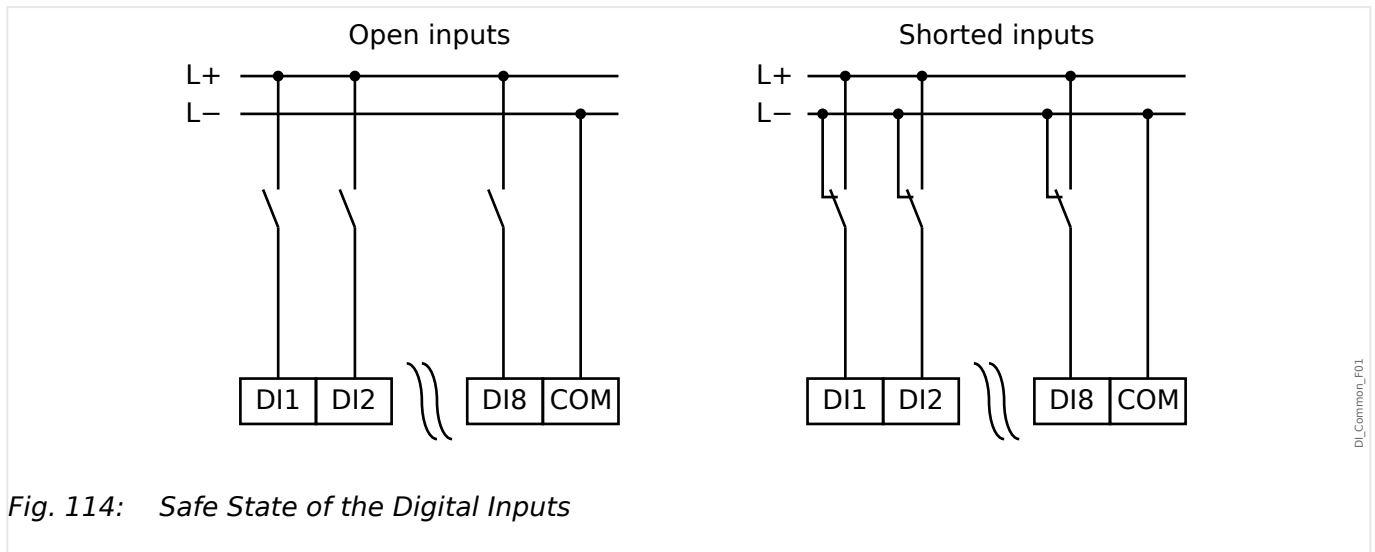 Open inputs
L+
L−
DI1 DI2 DI8 COM
Shorted inputs
L+
L−
DI1 DI2 DI8 COM
DI_Common_F01
Fig. 114: Safe State of the Digital Inputs